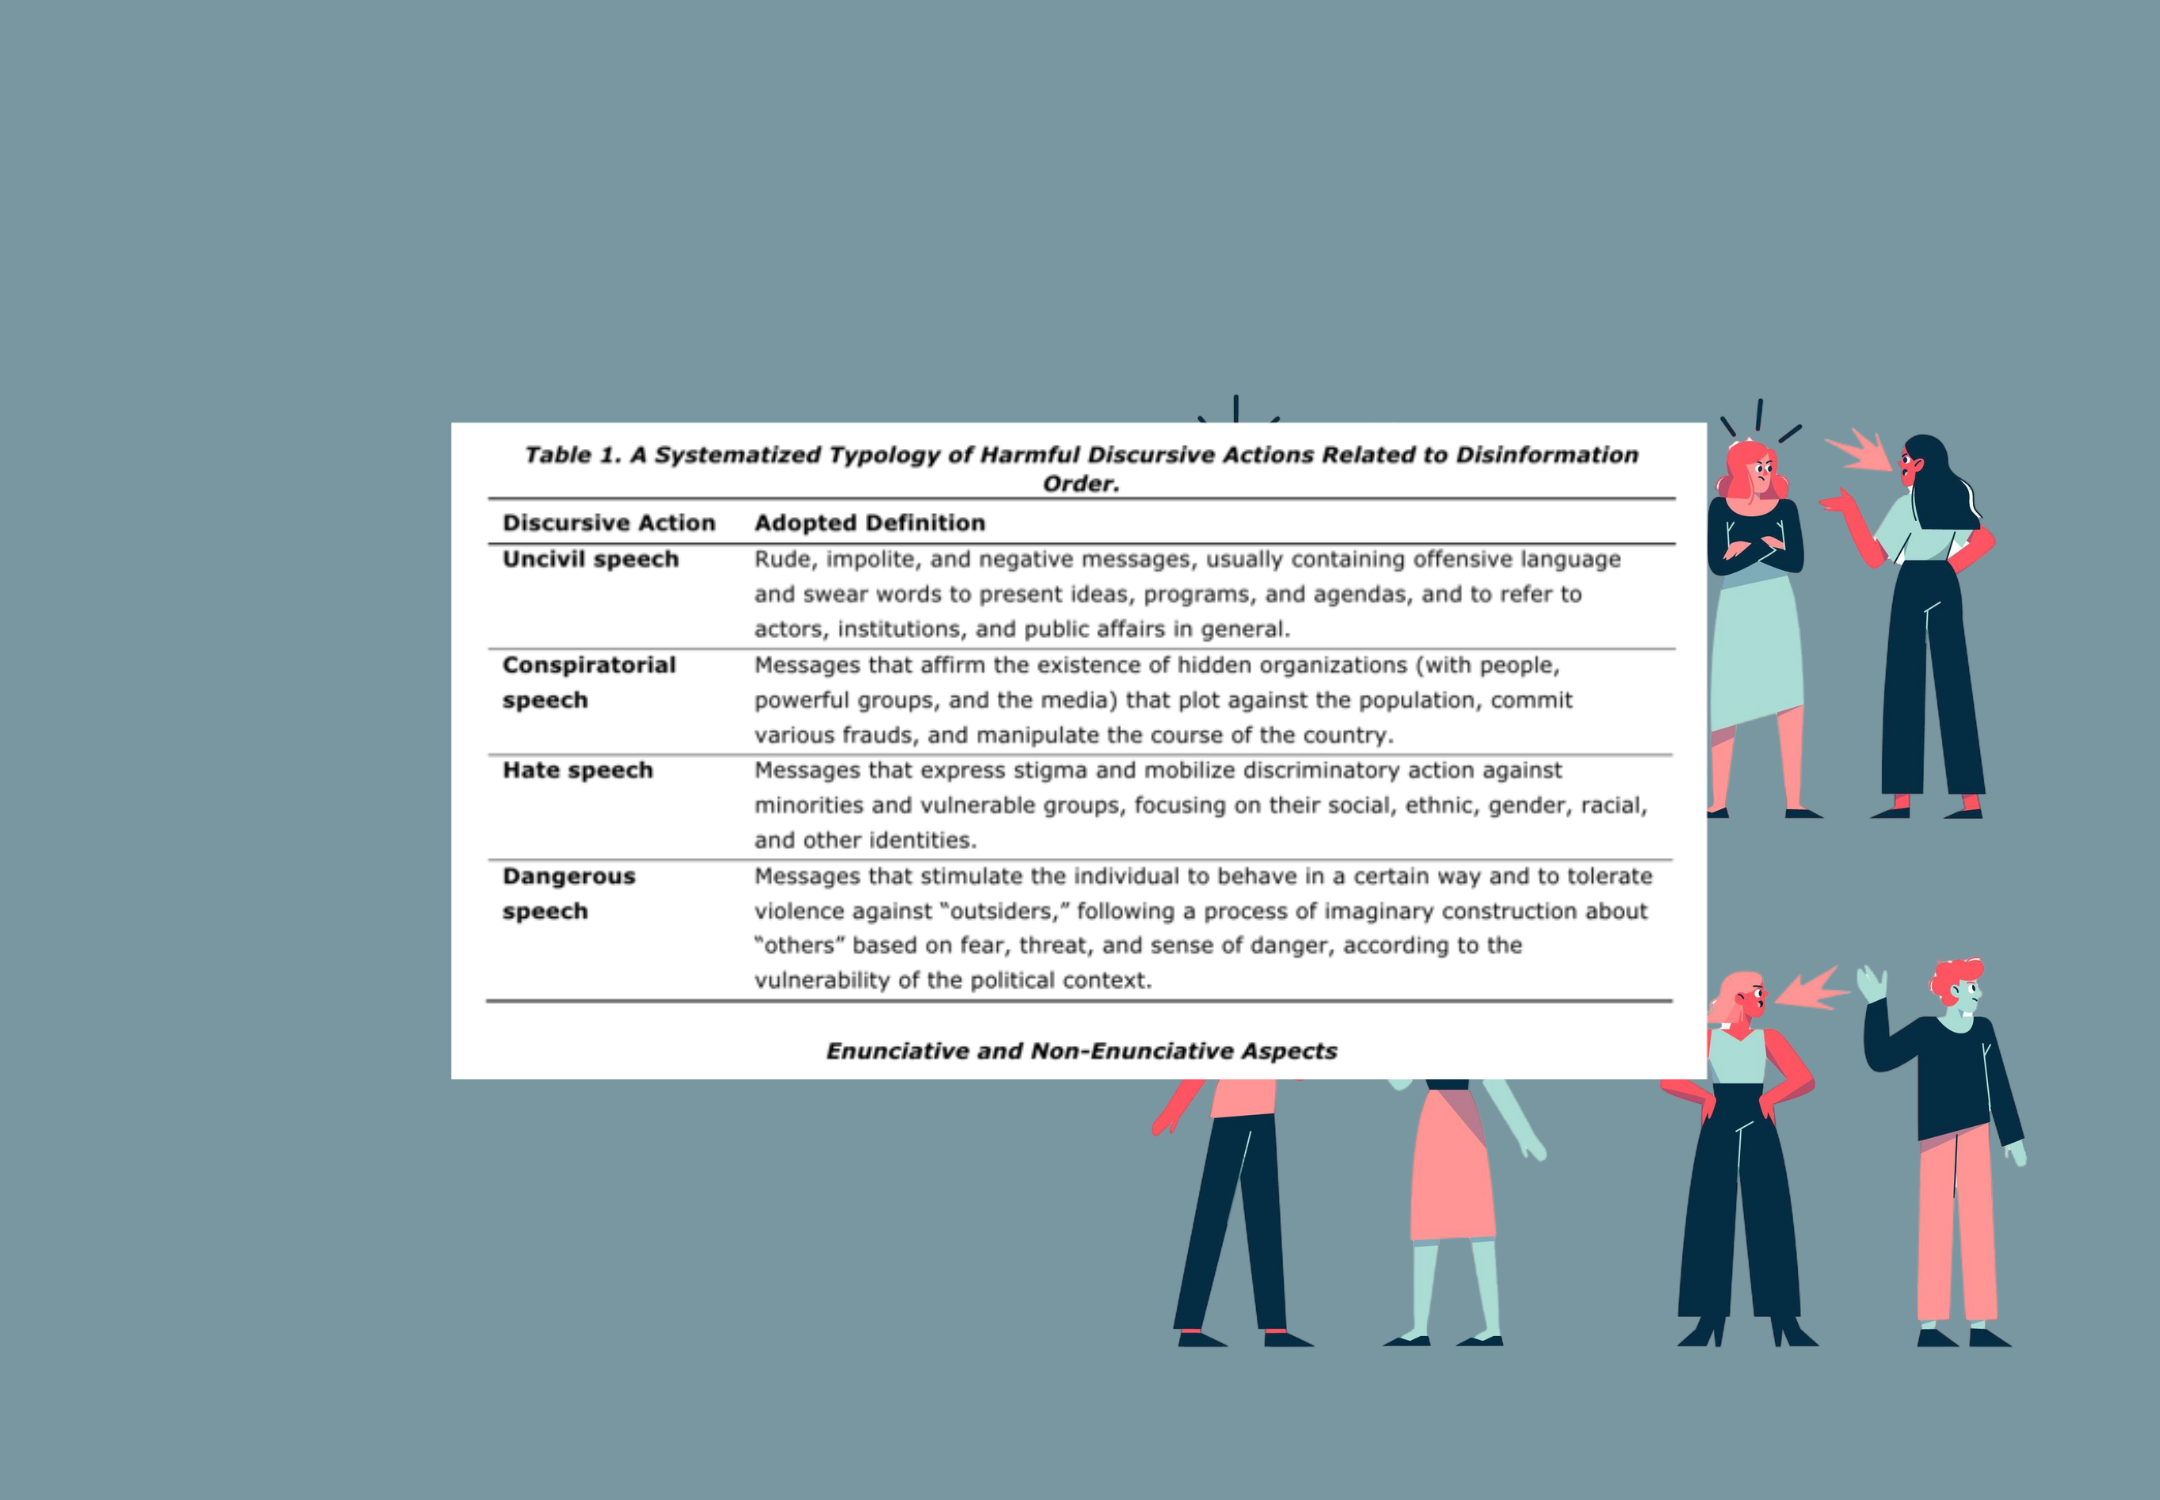 Table 1. A Systematized Typology of Harmful Discursive Actions Related to Disinformation
Order.
Discursive Action Adopted Definition
Uncivil speech Rude, impolite, and negative messages, usually containing offensive language
and swear words to present ideas, programs, and agendas, and to refer to
actors, institutions, and public affairs in general.
Conspiratorial Messages that affirm the existence of hidden organizations (with people,
speech powerful groups, and the media) that plot against the population, commit
various frauds, and manipulate the course of the country.
Hate speech Messages that express stigma and mobilize discriminatory action against
minorities and vulnerable groups, focusing on their social, ethnic, gender, racial,
and other identities.
Dangerous Messages that stimulate the individual to behave in a certain way and to tolerate
speech violence against “outsiders,” following a process of imaginary construction about
“others” based on fear, threat, and sense of danger, according to the
vulnerability of the political context.
Enunciative and Non-Enunciative Aspects